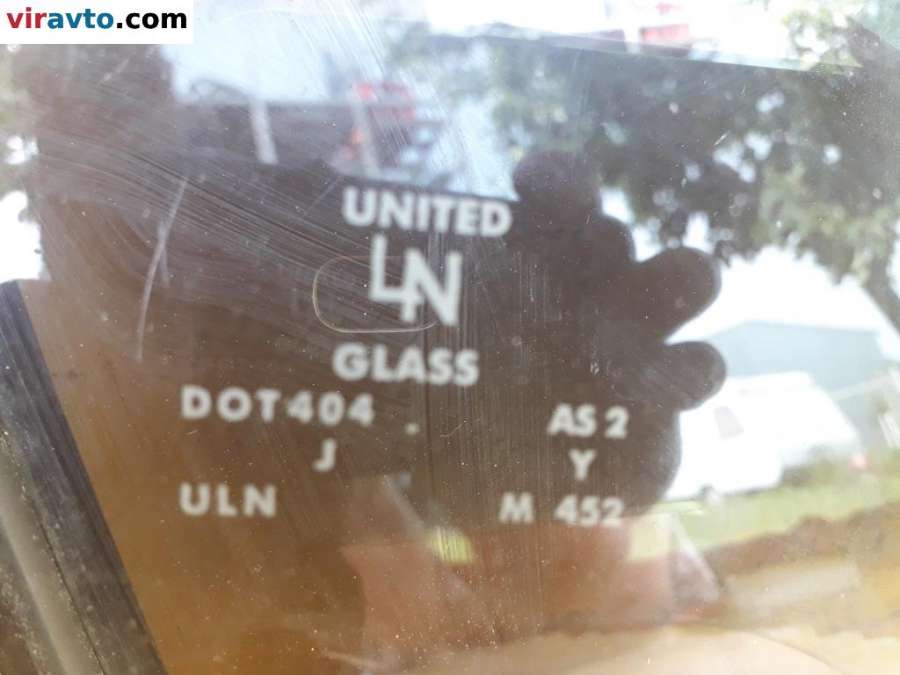 viravto.com
UNITED
LN
GLASS
DOT404 . AS 2
J Y
ULN M 452